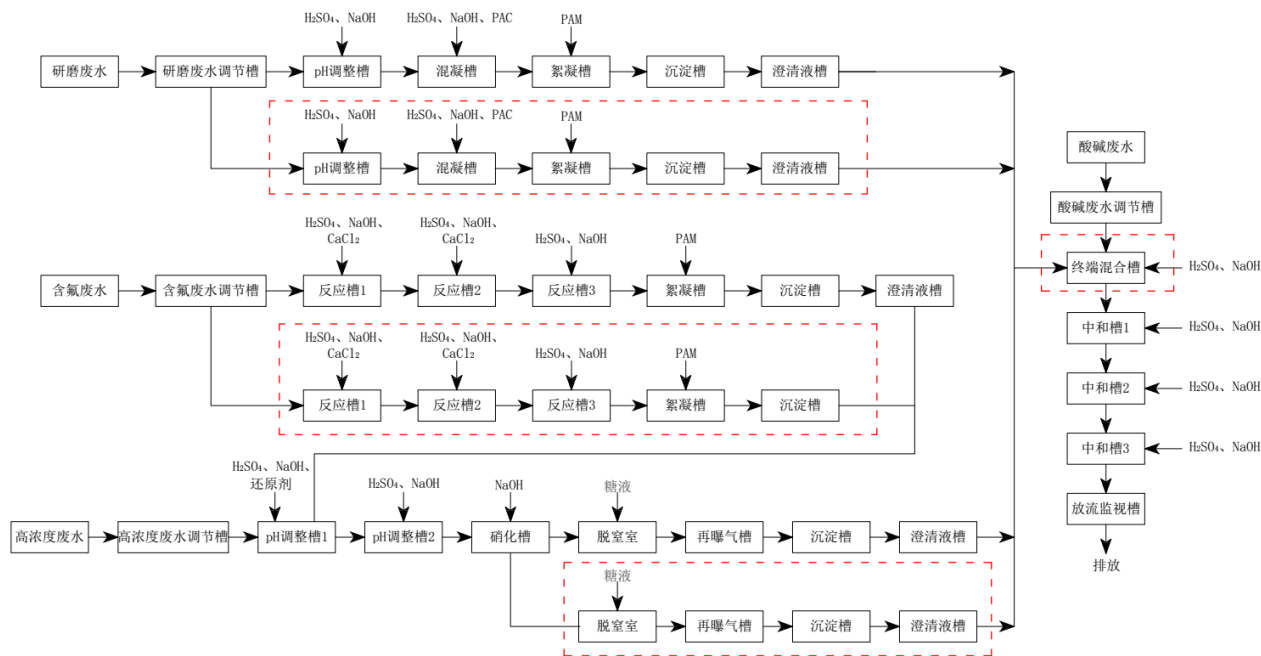 H₂SO₄、NaOH
H₂SO₄、NaOH、PAC
PAM
研磨废水
研磨废水调节槽
pH调整槽
混凝槽
絮凝槽
沉淀槽
澄清液槽
H₂SO₄、NaOH
H₂SO₄、NaOH、PAC
PAM
pH调整槽
混凝槽
絮凝槽
沉淀槽
澄清液槽
H₂SO₄、NaOH、
CaCl₂
H₂SO₄、NaOH、
CaCl₂
H₂SO₄、NaOH
PAM
含氟废水
含氟废水调节槽
反应槽1
反应槽2
反应槽3
絮凝槽
沉淀槽
澄清液槽
H₂SO₄、NaOH、
CaCl₂
H₂SO₄、NaOH、
CaCl₂
H₂SO₄、NaOH
PAM
反应槽1
反应槽2
反应槽3
絮凝槽
沉淀槽
H₂SO₄、NaOH、
还原剂
H₂SO₄、NaOH
NaOH
糖液
高浓度废水
高浓度废水调节槽
pH调整槽1
pH调整槽2
硝化槽
脱窒室
再曝气槽
沉淀槽
澄清液槽
糖液
脱窒室
再曝气槽
沉淀槽
澄清液槽
酸碱废水
酸碱废水调节槽
终端混合槽
H₂SO₄、NaOH
中和槽1
H₂SO₄、NaOH
中和槽2
H₂SO₄、NaOH
中和槽3
H₂SO₄、NaOH
放流监视槽
排放